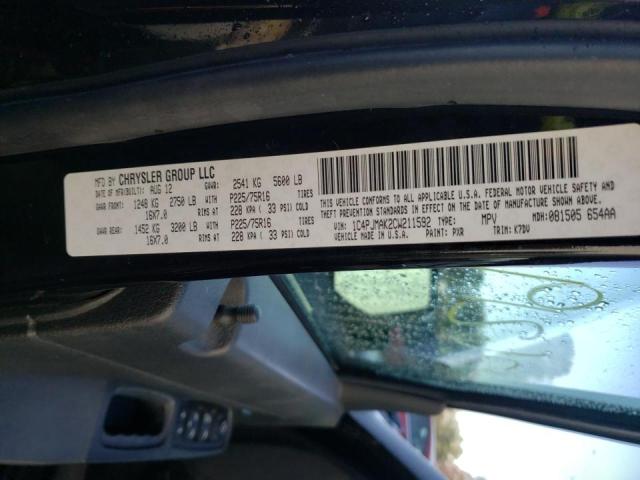 MFD BY CHRYSLER GROUP LLC
DATE OF MFR/BUILT: AUG 12 GVWR: 2541 KG 5600 LB
GAWR FRONT: 1248 KG 2750 LB P225/75R16 TIRES
16X7.0 RIMS AT 228 KPA ( 33 PSI) COLD
GAWR REAR: 1452 KG 3200 LB P225/75R16 TIRES
16X7.0 RIMS AT 228 KPA ( 33 PSI) COLD
THIS VEHICLE CONFORMS TO ALL APPLICABLE U.S.A. FEDERAL MOTOR VEHICLE
SAFETY, BUMPER, AND THEFT PREVENTION STANDARDS IN EFFECT ON THE DATE
OF MANUFACTURE SHOWN ABOVE. MDH: 081505 654AA
VIN: 1C4PJMAK2CW211592 TYPE: MPV
VEHICLE MADE IN U.S.A. PAINT: PXR TRIM: K7DV